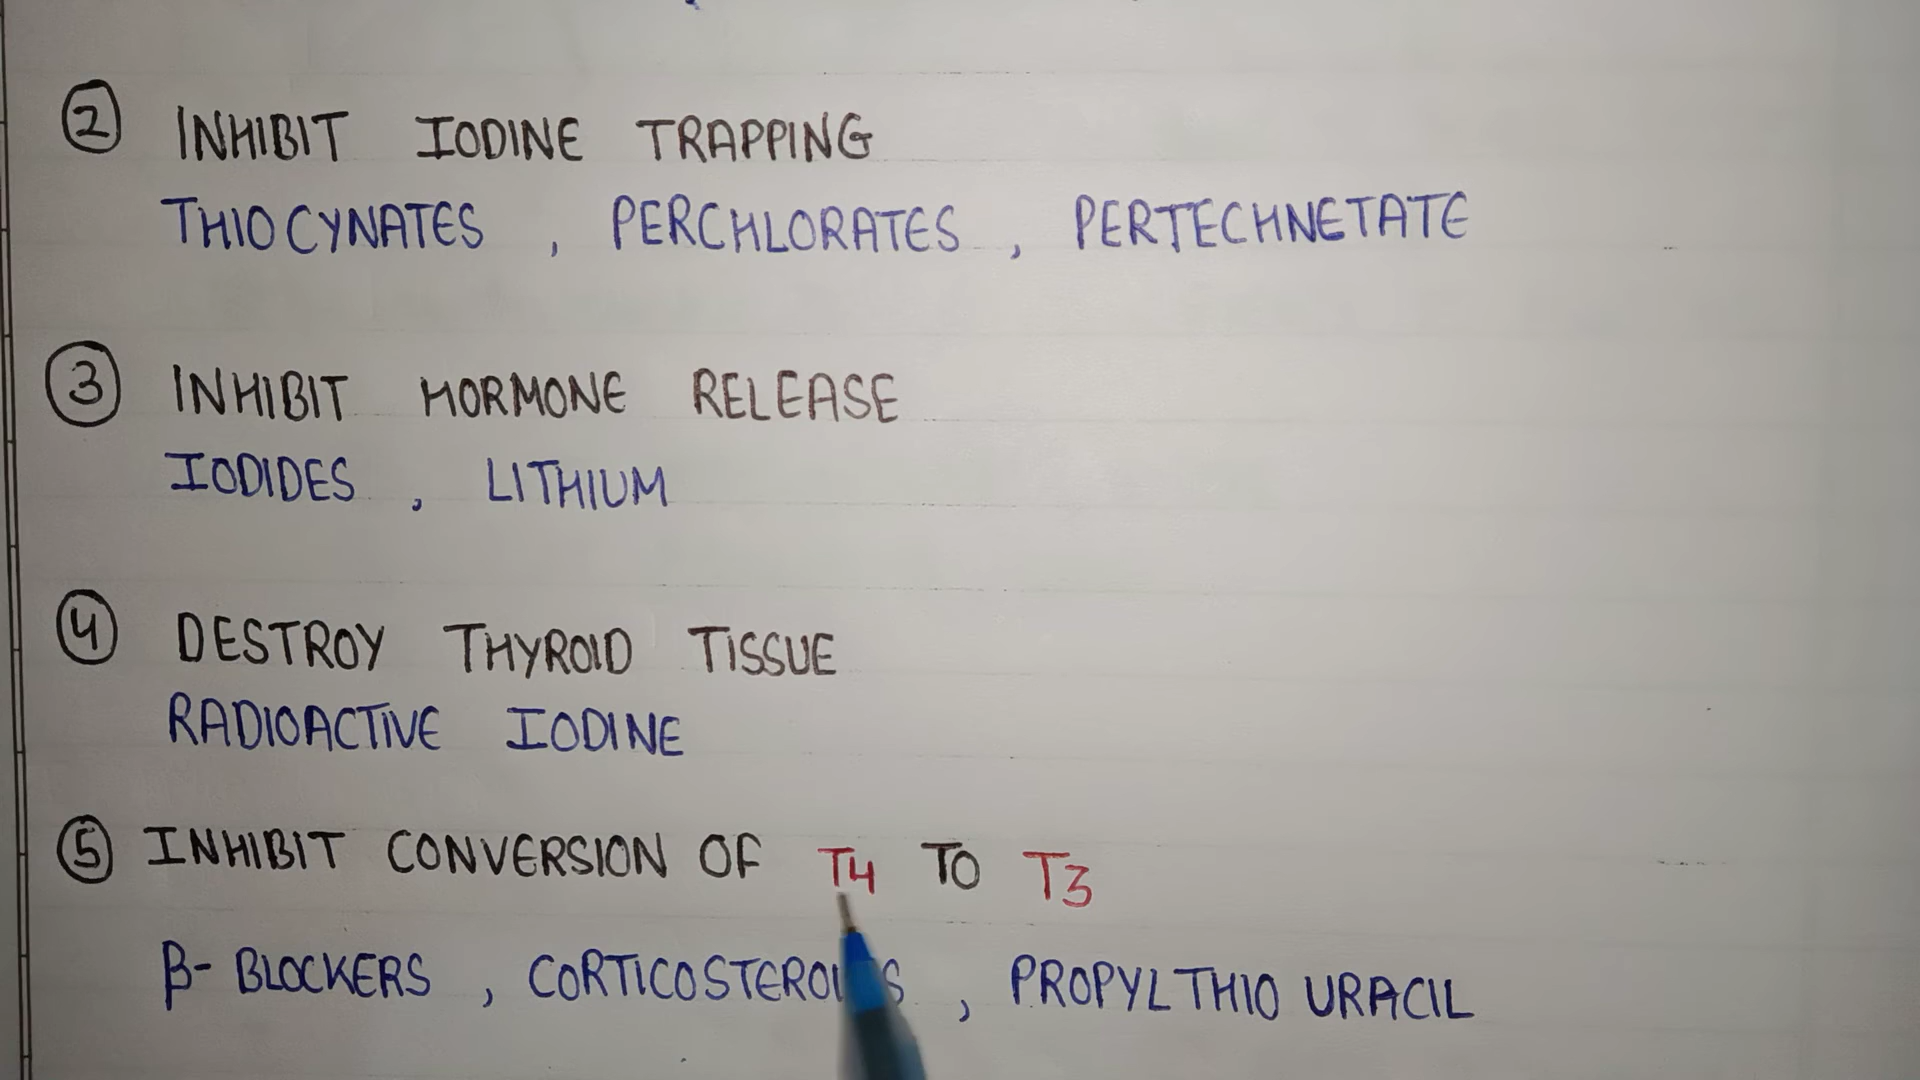 2 INHIBIT IODINE TRAPPING
THIOCYNATES , PERCHLORATES , PERTECHNETATE
3 INHIBIT HORMONE RELEASE
IODIDES , LITHIUM
4 DESTROY THYROID TISSUE
RADIOACTIVE IODINE
5 INHIBIT CONVERSION OF T4 TO T3
β- BLOCKERS , CORTICOSTEROIDS , PROPYLTHIO URACIL